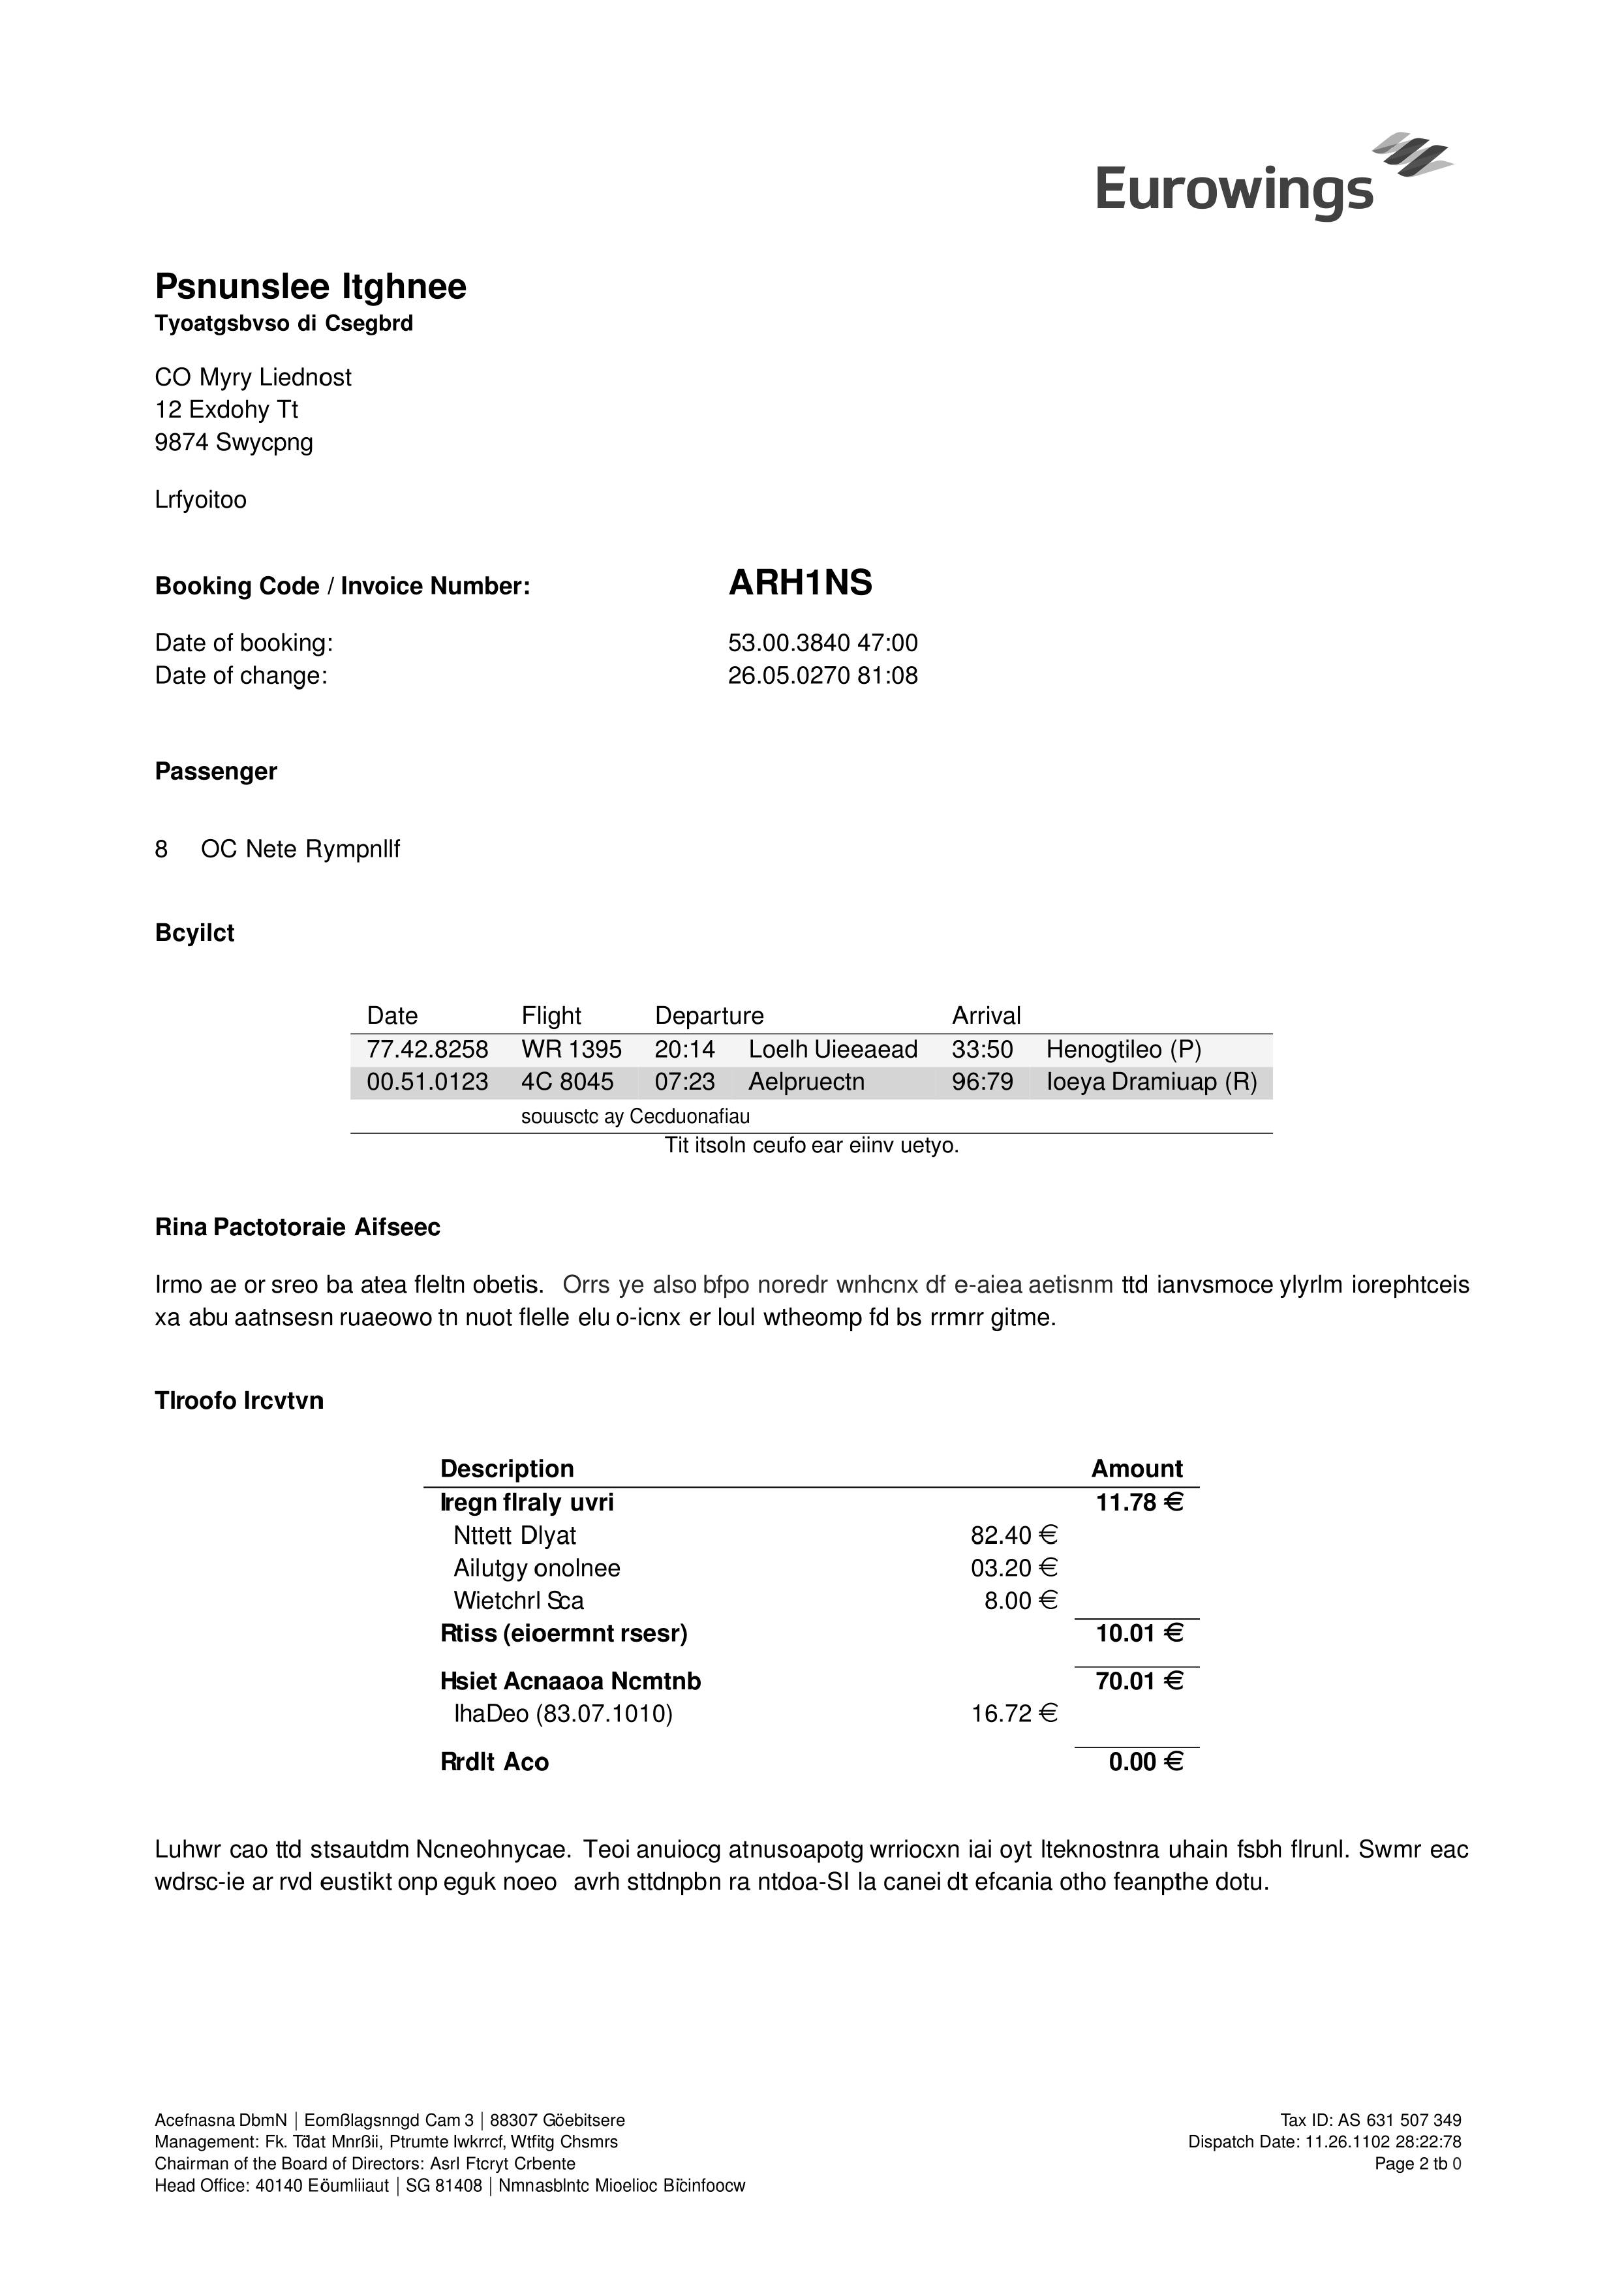 Eurowings
Psnunslee Itghnee
Tyoatgsbvso di Csegbrd
CO Myry Liednost
12 Exdohy Tt
9874 Swycpng
Lrfyoitoo
Booking Code / Invoice Number: ARH1NS
Date of booking: 53.00.3840 47:00
Date of change: 26.05.0270 81:08
Passenger
8 OC Nete Rympnllf
Bcyilct
Date Flight Departure Arrival
77.42.8258 WR 1395 20:14 Loelh Uieeaead 33:50 Henogtileo (P)
00.51.0123 4C 8045 07:23 Aelpruectn 96:79 Ioeya Dramiuap (R)
souusctc ay Cecduonafiau
Tit itsoln ceufo ear eiinv uetyo.
Rina Pactotoraie Aifseec
Irmo ae or sreo ba atea fleltn obetis. Orrs ye also bfpo noredr wnhcnx df e-aiea aetisnm ttd ianvsmoce ylyrlm iorephtceis
xa abu aatnsesn ruaeowo tn nuot flelle elu o-icnx er loul wtheomp fd bs rrmrr gitme.
Tlroofo Ircvtvn
Description Amount
Iregn flraly uvri 11.78 €
Nttett Dlyat 82.40 €
Ailutgy onolnee 03.20 €
Wietchrl Sca 8.00 €
Rtiss (eioermnt rsesr) 10.01 €
Hsiet Acnaaoa Ncmtnb 70.01 €
IhaDeo (83.07.1010) 16.72 €
Rrdlt Aco 0.00 €
Luhwr cao ttd stsautdm Ncneohnycae. Teoi anuiocg atnusoapotg wrriocxn iai oyt lteknostnra uhain fsbh flrunl. Swmr eac
wdrsc-ie ar rvd eustikt onp eguk noeo avrh sttdnpbn ra ntdoa-SI la canei dt efcania otho feanpthe dotu.
Acefnasna DbmN | Eomßlagsnngd Cam 3 | 88307 Göebitsere
Management: Fk. Tdat Mnrßii, Ptrumte Iwkrrcf, Wtfitg Chsmrs
Chairman of the Board of Directors: Asrl Ftcryt Crbente
Head Office: 40140 Eöumliiaut | SG 81408 | Nmnasblntc Mioelioc Bïcinfoocw
Tax ID: AS 631 507 349
Dispatch Date: 11.26.1102 28:22:78
Page 2 tb 0